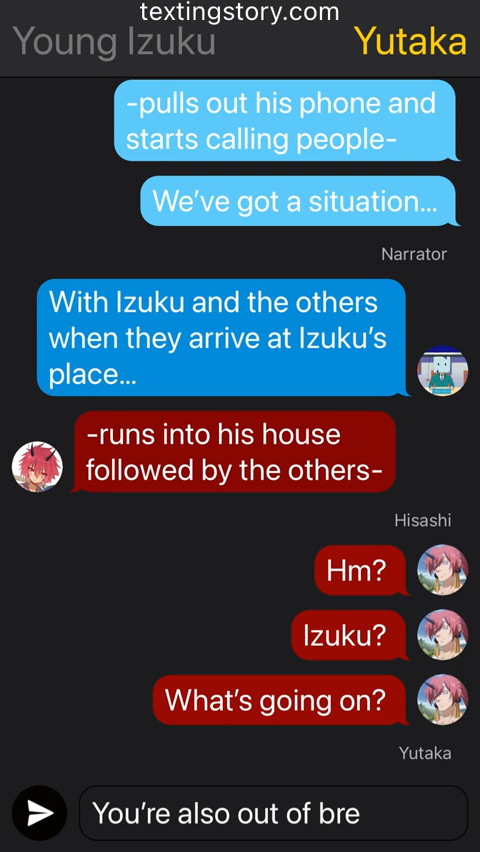 textingstory.com
Young Izuku
Yutaka
-pulls out his phone and
starts calling people-
We’ve got a situation...
Narrator
With Izuku and the others
when they arrive at Izuku’s
place...
-runs into his house
followed by the others-
Hisashi
Hm?
Izuku?
What’s going on?
Yutaka
You’re also out of bre